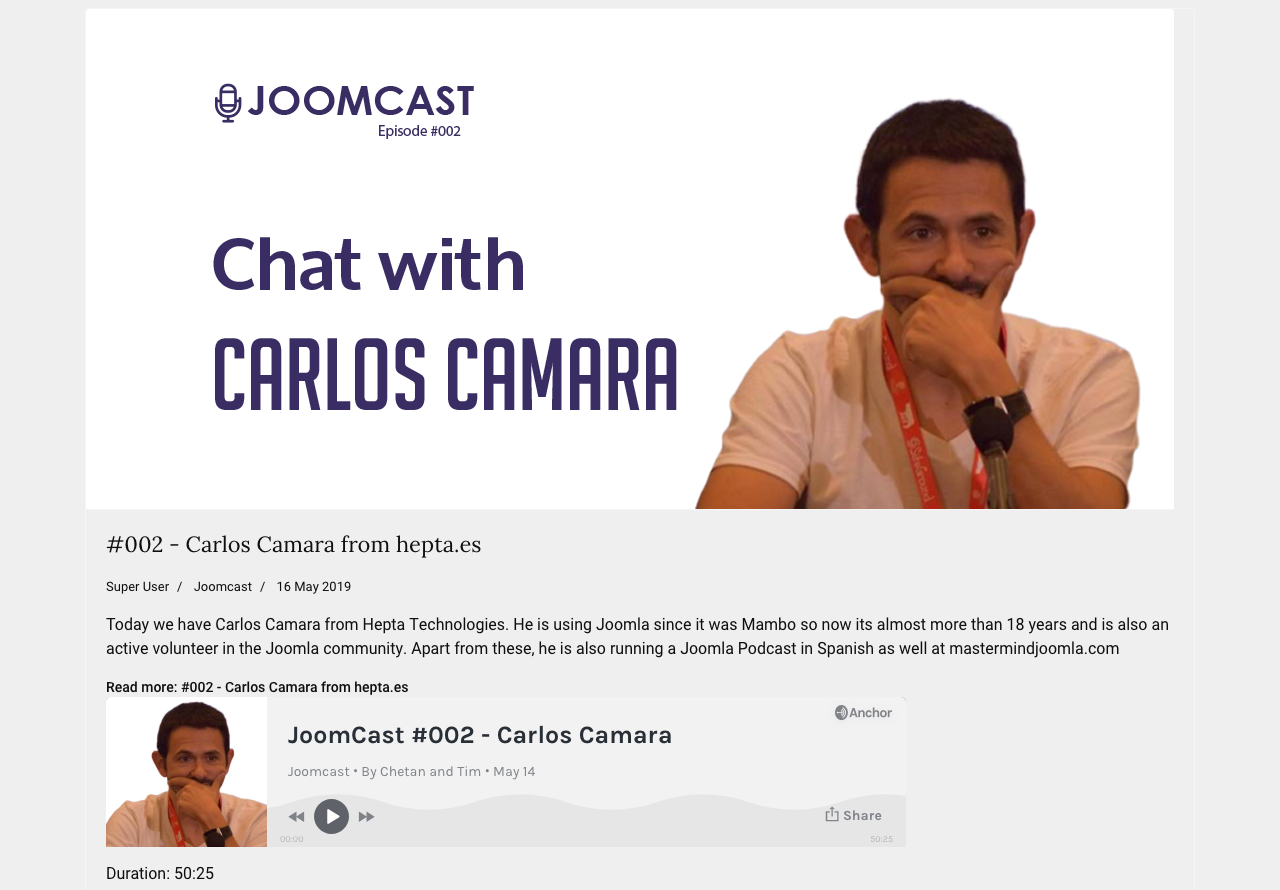 JOOMCAST
Episode #002
Chat with
CARLOS CAMARA
SiteGround
#002 - Carlos Camara from hepta.es
Super User / Joomcast / 16 May 2019
Today we have Carlos Camara from Hepta Technologies. He is using Joomla since it was Mambo so now its almost more than 18 years and is also an
active volunteer in the Joomla community. Apart from these, he is also running a Joomla Podcast in Spanish as well at mastermindjoomla.com
Read more: #002 - Carlos Camara from hepta.es
Anchor
JoomCast #002 - Carlos Camara
Joomcast • By Chetan and Tim • May 14
Share
00:00
50:25
Duration: 50:25